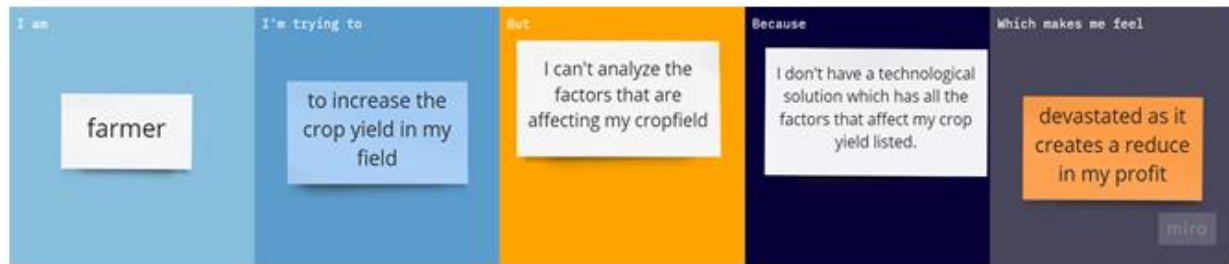 I am
farmer
I'm trying to
to increase the
crop yield in my
field
But
I can't analyze the
factors that are
affecting my cropfield
Because
I don't have a technological
solution which has all the
factors that affect my crop
yield listed.
Which makes me feel
devastated as it
creates a reduce
in my profit
miro